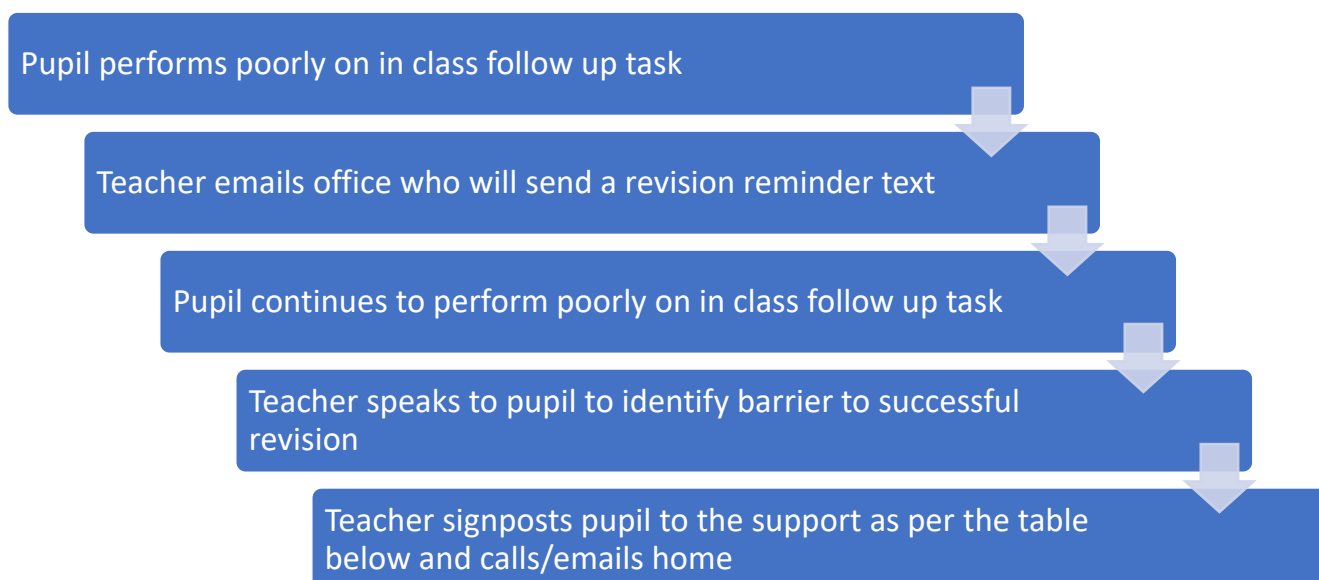 Pupil performs poorly on in class follow up task
Teacher emails office who will send a revision reminder text
Pupil continues to perform poorly on in class follow up task
Teacher speaks to pupil to identify barrier to successful
revision
Teacher signposts pupil to the support as per the table
below and calls/emails home